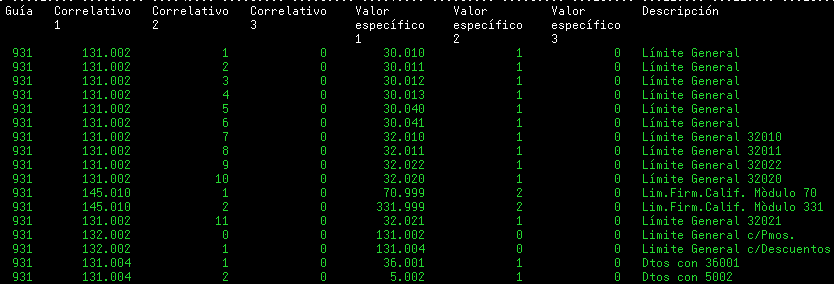 Guía Correlativo Correlativo Correlativo Valor Valor Valor Descripción
1 2 3 específico específico específico
1 2 3
931 131.002 1 0 30.010 1 0 Límite General
931 131.002 2 0 30.011 1 0 Límite General
931 131.002 3 0 30.012 1 0 Límite General
931 131.002 4 0 30.013 1 0 Límite General
931 131.002 5 0 30.040 1 0 Límite General
931 131.002 6 0 30.041 1 0 Límite General
931 131.002 7 0 32.010 1 0 Límite General 32010
931 131.002 8 0 32.011 1 0 Límite General 32011
931 131.002 9 0 32.022 1 0 Límite General 32022
931 131.002 10 0 32.020 1 0 Límite General 32020
931 145.010 1 0 70.999 2 0 Lim.Firm.Calif. Mòdulo 70
931 145.010 2 0 331.999 2 0 Lim.Firm.Calif. Mòdulo 331
931 131.002 11 0 32.021 1 0 Límite General 32021
931 132.002 0 0 131.002 0 0 Limite General c/Pmos.
931 132.002 1 0 131.004 0 0 Limite General c/Descuentos
931 131.004 1 0 36.001 1 0 Dtos con 36001
931 131.004 2 0 5.002 1 0 Dtos con 5002